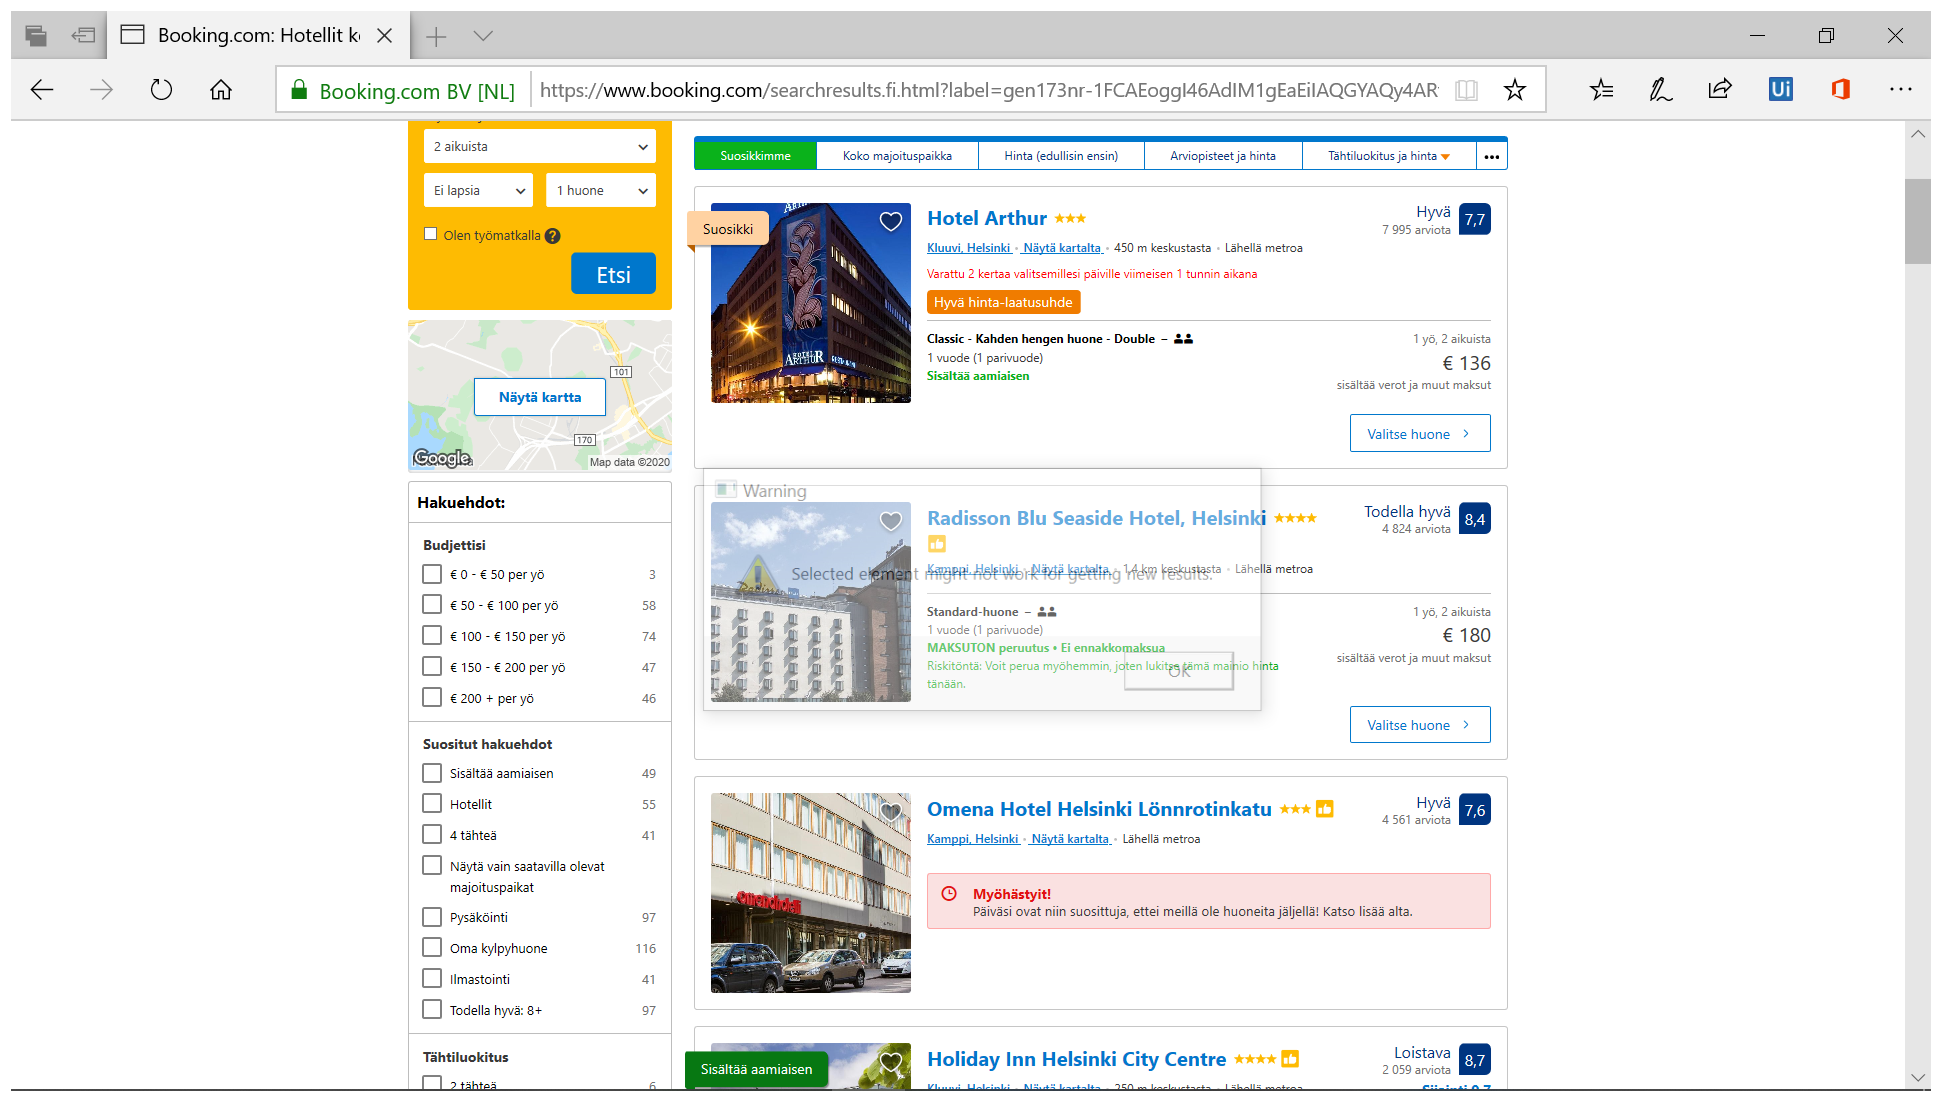 Booking.com: Hotellit k
Booking.com BV [NL]
https://www.booking.com/searchresults.fi.html?label=gen173nr-1FCAEoggI46AdIM1gEaEiIAQGYAQy4AR
Ui
2 aikuista
Ei lapsia
1 huone
Olen työmatkalla ?
Etsi
101
Näytä kartta
170
Google
Map data ©2020
Hakuehdot:
Budjettisi
€ 0 - € 50 per yö 3
€ 50 - € 100 per yö 58
€ 100 - € 150 per yö 74
€ 150 - € 200 per yö 47
€ 200 + per yö 46
Suositut hakuehdot
Sisältää aamiaisen 49
Hotellit 55
4 tähteä 41
Näytä vain saatavilla olevat
majoituspaikat
Pysäköinti 97
Oma kylpyhuone 116
Ilmastointi 41
Todella hyvä: 8+ 97
Tähtiluokitus
2 tähteä 6
Suosikkimme
Koko majoituspaikka
Hinta (edullisin ensin)
Arviopisteet ja hinta
Tähtiluokitus ja hinta
Suosikki
HOTEL
ARTHUR
Hotel Arthur
Hyvä 7,7
7 995 arviota
Kluuvi, Helsinki • Näytä kartalta • 450 m keskustasta • Lähellä metroa
Varattu 2 kertaa valitsemillesi päiville viimeisen 1 tunnin aikana
Hyvä hinta-laatusuhde
Classic - Kahden hengen huone - Double –
1 vuode (1 parivuode)
Sisältää aamiaisen
1 yö, 2 aikuista
€ 136
sisältää verot ja muut maksut
Valitse huone
Warning
Selected element might not work for getting new results.
OK
Radisson Blu Seaside Hotel, Helsinki
Todella hyvä 8,4
4 824 arviota
Kamppi, Helsinki • Näytä kartalta • 1,4 km keskustasta • Lähellä metroa
Standard-huone –
1 vuode (1 parivuode)
MAKSUTON peruutus • Ei ennakkomaksua
Riskitöntä: Voit perua myöhemmin, joten lukitse tämä mainio hinta
tänään.
1 yö, 2 aikuista
€ 180
sisältää verot ja muut maksut
Valitse huone
Omena Hotel Helsinki Lönnrotinkatu
Hyvä 7,6
4 561 arviota
Kamppi, Helsinki • Näytä kartalta • Lähellä metroa
Myöhästyit!
Päiväsi ovat niin suosittuja, ettei meillä ole huoneita jäljellä! Katso lisää alta.
Sisältää aamiaisen
Holiday Inn Helsinki City Centre
Loistava 8,7
2 059 arviota
Kluuvi, Helsinki • Näytä kartalta • 250 m keskustasta • Lähellä metroa
Sijainti 9,7